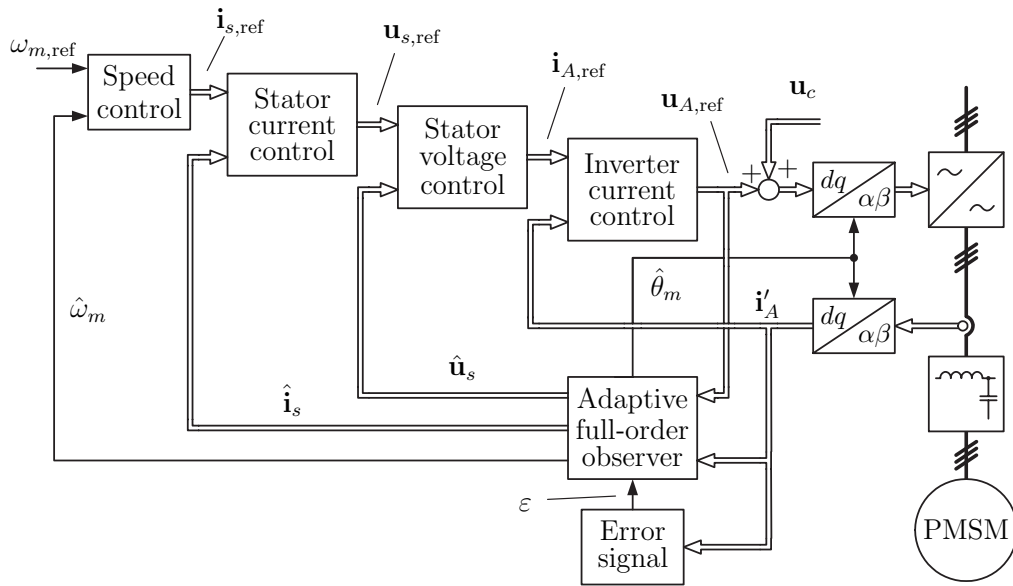 i_{s,ref}
u_{s,ref}
ω_{m,ref}
i_{A,ref}
Speed
control
u_{A,ref}
u_c
Stator
current
control
Stator
voltage
control
Inverter
current
control
+
+
dq
αβ
~
~
ω̂_m
θ̂_m
i′_A
dq
αβ
û_s
î_s
Adaptive
full-order
observer
ε
Error
signal
PMSM